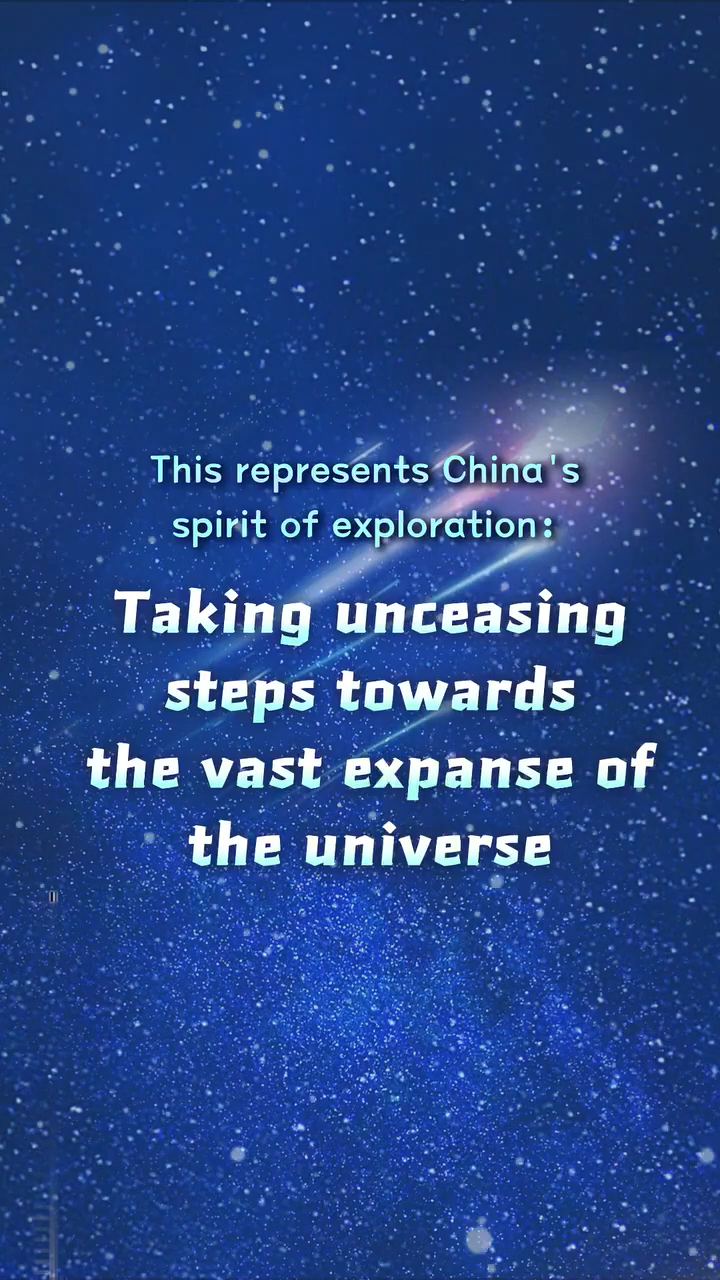 This represents China's
spirit of exploration:
Taking unceasing
steps towards
the vast expanse of
the universe